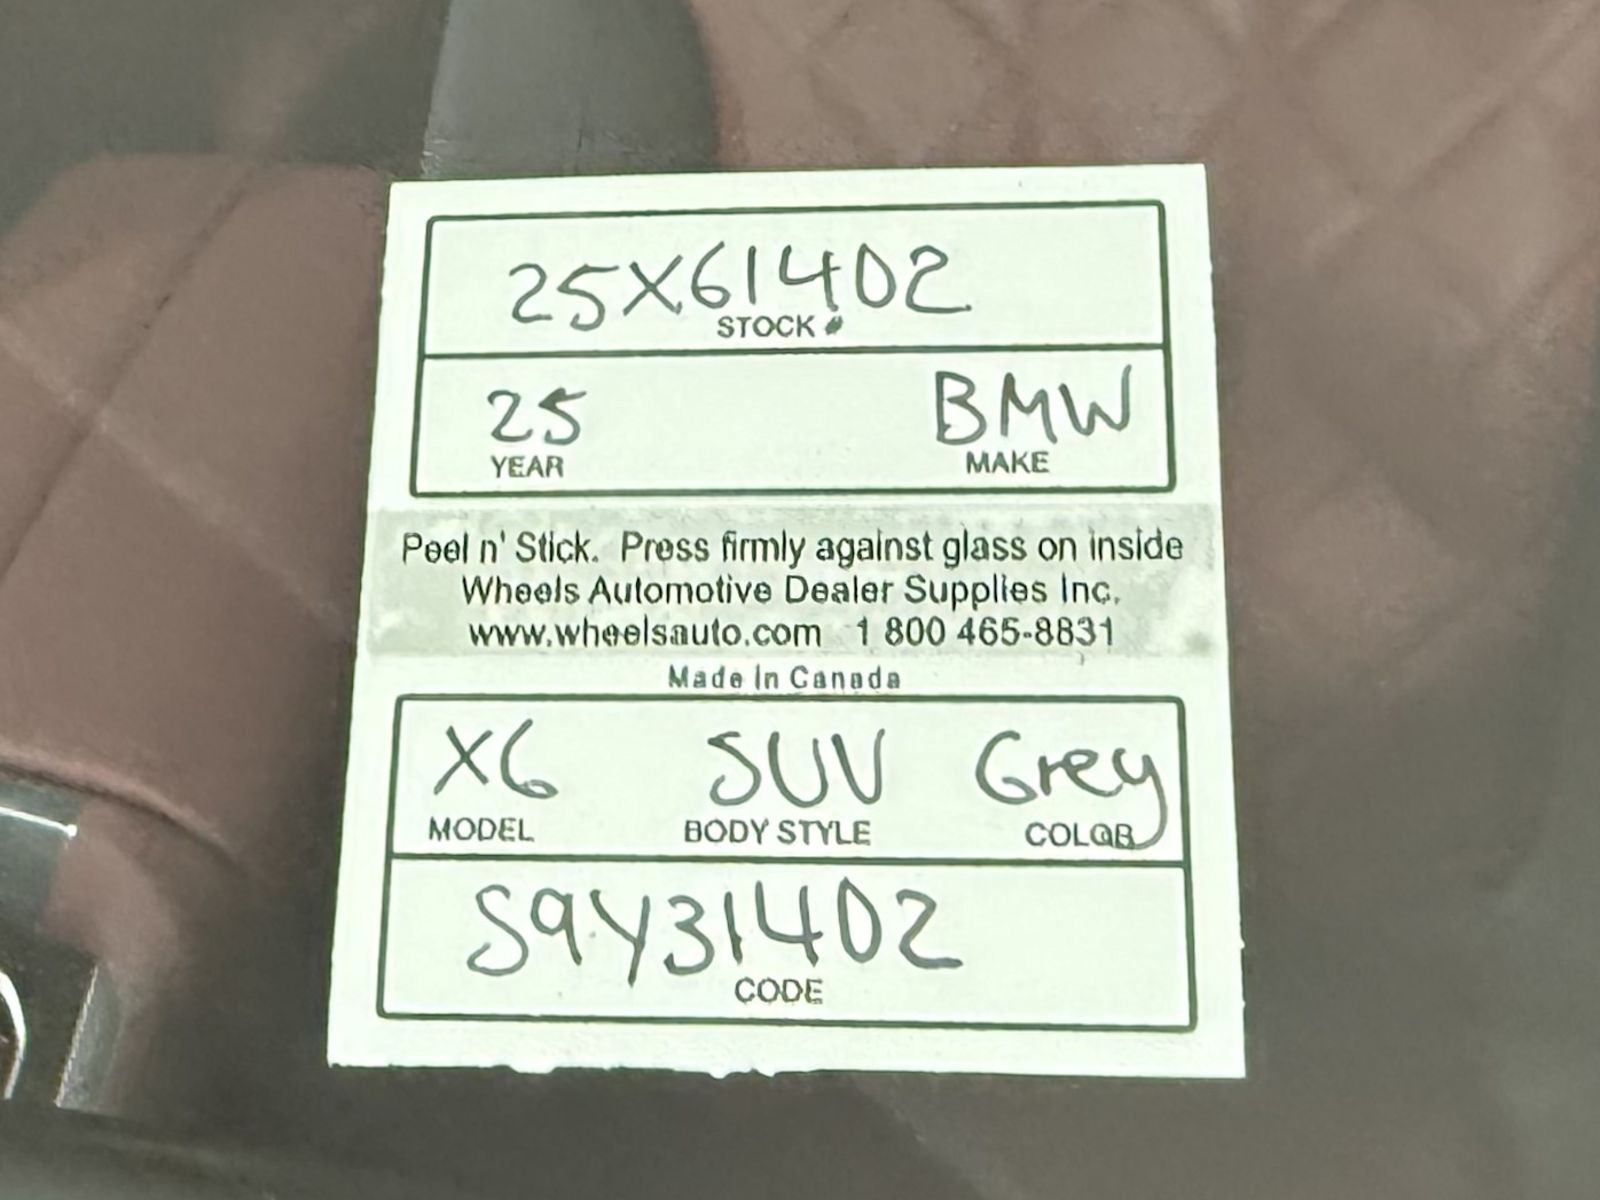 25X61402
STOCK #
25 BMW
YEAR MAKE
Peel n' Stick. Press firmly against glass on inside
Wheels Automotive Dealer Supplies Inc.
www.wheelsauto.com 1 800 465-8831
Made In Canada
X6 SUV Grey
MODEL BODY STYLE COLOR
S9Y31402
CODE